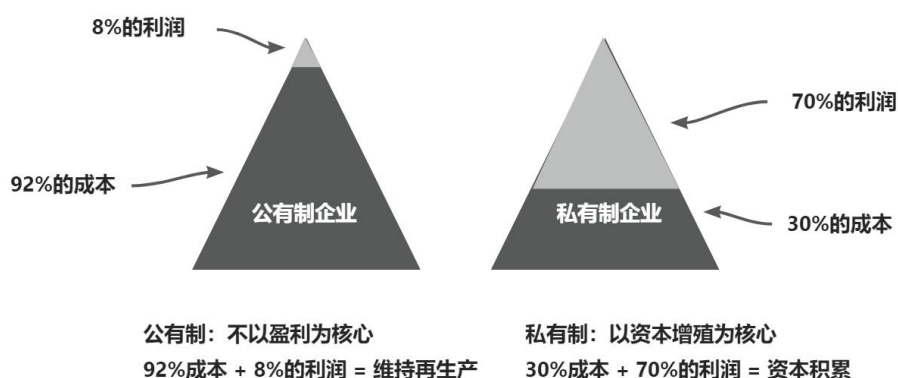 8%的利润
92%的成本
公有制企业
70%的利润
私有制企业
30%的成本
公有制：不以盈利为核心
92%成本 + 8%的利润 = 维持再生产
私有制：以资本增殖为核心
30%成本 + 70%的利润 = 资本积累